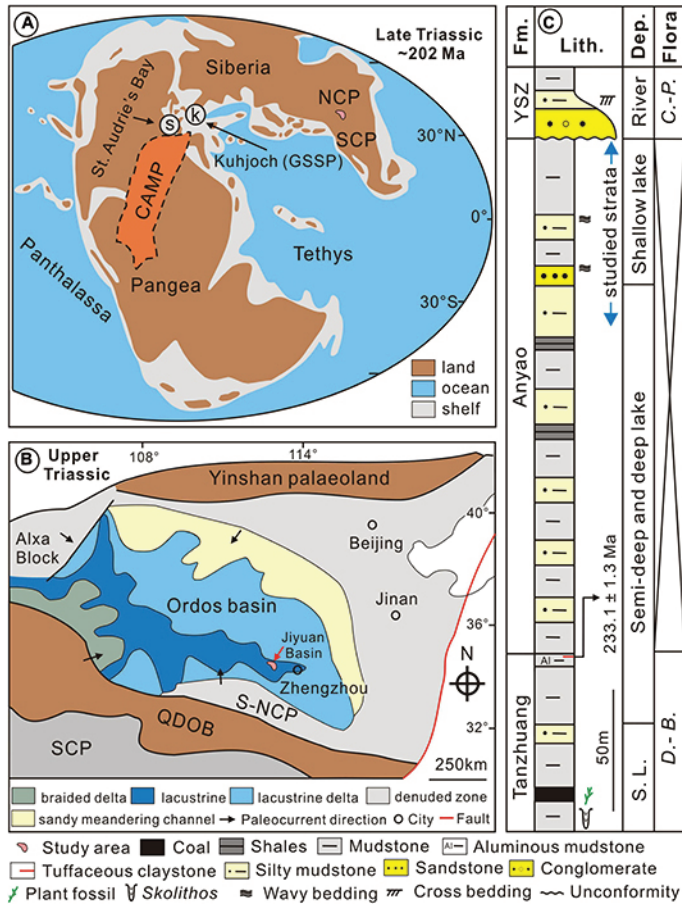 A
Late Triassic
~202 Ma
Siberia
NCP
SCP
St. Audrie's Bay
s
k
Kuhjoch (GSSP)
30°N
CAMP
0°
Tethys
Panthalassa
Pangea
30°S
land
ocean
shelf
B
Upper
Triassic
108°
114°
Yinshan palaeoland
40°
Alxa
Block
Beijing
Ordos basin
Jinan
36°
Jiyuan
Basin
N
Zhengzhou
S-NCP
QDOB
32°
SCP
250km
braided delta
lacustrine
lacustrine delta
denuded zone
sandy meandering channel
Paleocurrent direction
City
Fault
C
Fm.
Lith.
Dep.
Flora
YSZ
River
C.-P.
Anyao
studied strata
Shallow lake
Semi-deep and deep lake
233.1 ± 1.3 Ma
Al
Tanzhuang
50m
S. L.
D.- B.
Study area
Coal
Shales
Mudstone
Al
Aluminous mudstone
Tuffaceous claystone
Silty mudstone
Sandstone
Conglomerate
Plant fossil
Skolithos
Wavy bedding
Cross bedding
Unconformity